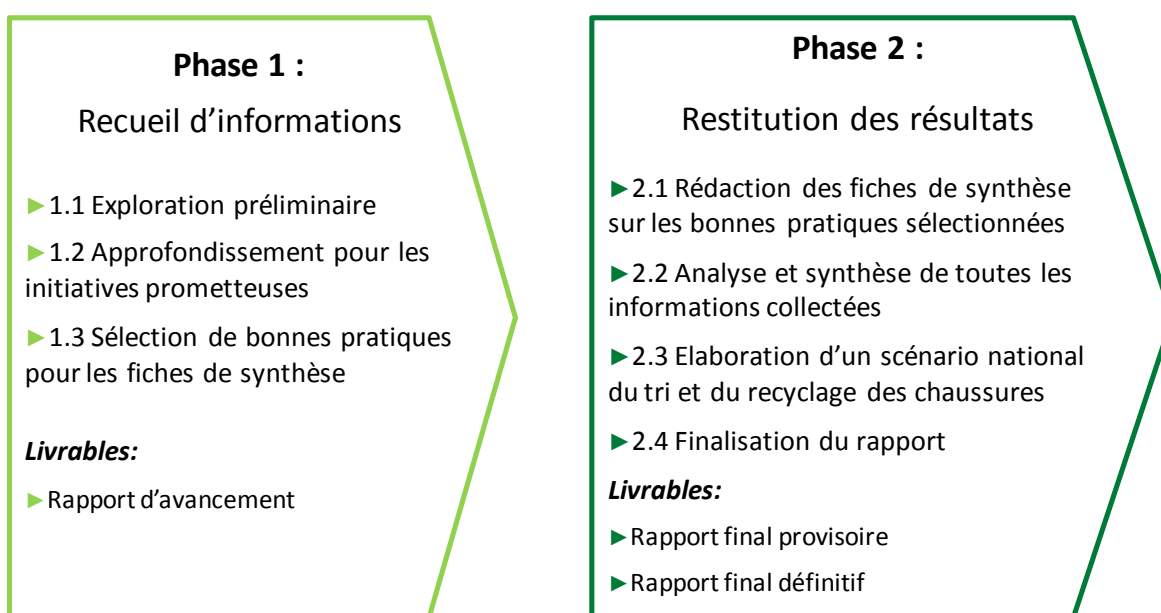 Phase 1 :
Recueil d’informations
►1.1 Exploration préliminaire
►1.2 Approfondissement pour les
initiatives prometteuses
►1.3 Sélection de bonnes pratiques
pour les fiches de synthèse
Livrables:
►Rapport d’avancement
Phase 2 :
Restitution des résultats
►2.1 Rédaction des fiches de synthèse
sur les bonnes pratiques sélectionnées
►2.2 Analyse et synthèse de toutes les
informations collectées
►2.3 Elaboration d’un scénario national
du tri et du recyclage des chaussures
►2.4 Finalisation du rapport
Livrables:
►Rapport final provisoire
►Rapport final définitif